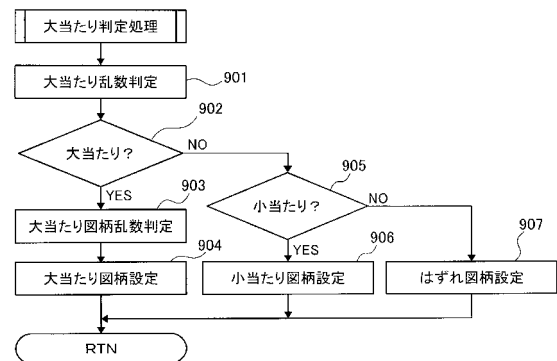 大当たり判定処理
大当たり乱数判定
901
902
大当たり？
NO
905
YES
903
小当たり？
NO
大当たり図柄乱数判定
904
YES
906
907
大当たり図柄設定
小当たり図柄設定
はずれ図柄設定
RTN